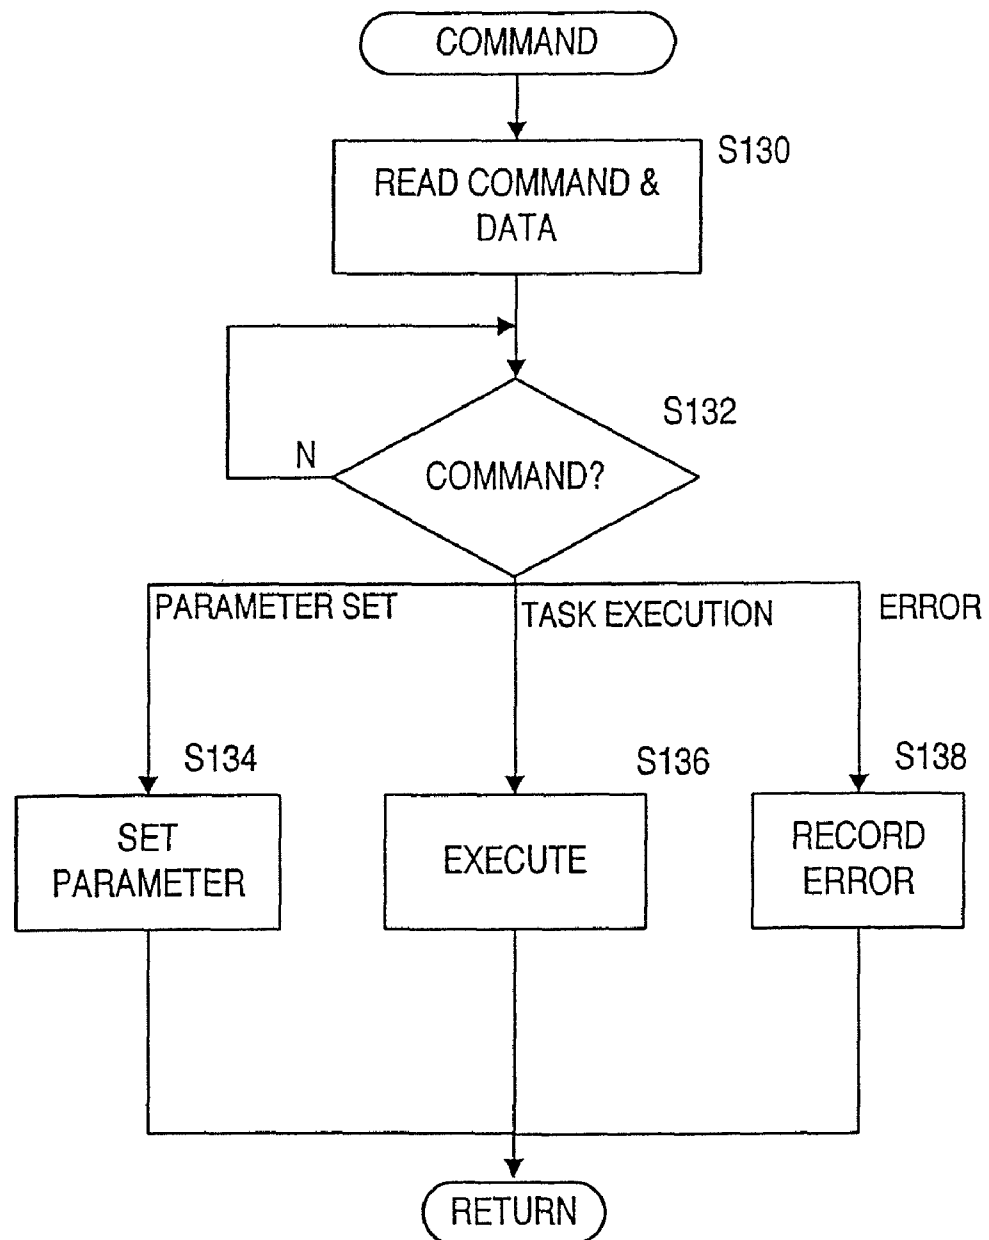 COMMAND
S130
READ COMMAND &
DATA
S132
N
COMMAND?
PARAMETER SET
TASK EXECUTION
ERROR
S134
S136
S138
SET
PARAMETER
EXECUTE
RECORD
ERROR
RETURN